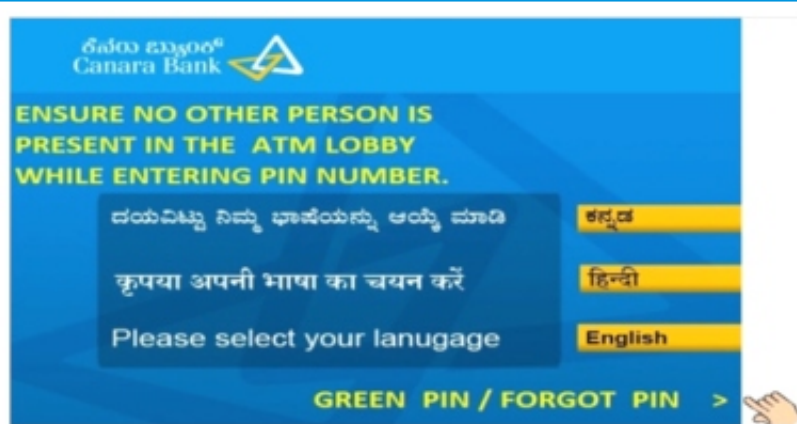 ಕೆನರಾ ಬ್ಯಾಂಕ್
Canara Bank
ENSURE NO OTHER PERSON IS
PRESENT IN THE ATM LOBBY
WHILE ENTERING PIN NUMBER.
ದಯವಿಟ್ಟು ನಿಮ್ಮ ಭಾಷೆಯನ್ನು ಆಯ್ಕೆ ಮಾಡಿ ಕನ್ನಡ
कृपया अपनी भाषा का चयन करें हिन्दी
Please select your lanugage English
GREEN PIN / FORGOT PIN >